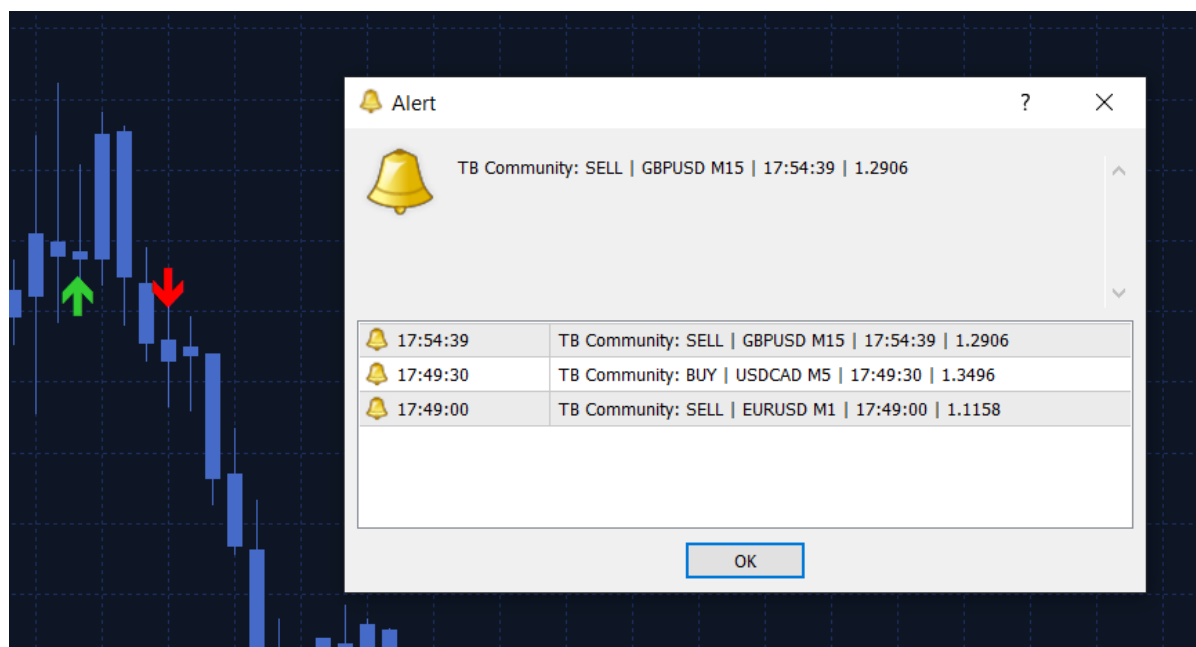 Alert
?
TB Community: SELL | GBPUSD M15 | 17:54:39 | 1.2906
17:54:39 TB Community: SELL | GBPUSD M15 | 17:54:39 | 1.2906
17:49:30 TB Community: BUY | USDCAD M5 | 17:49:30 | 1.3496
17:49:00 TB Community: SELL | EURUSD M1 | 17:49:00 | 1.1158
OK